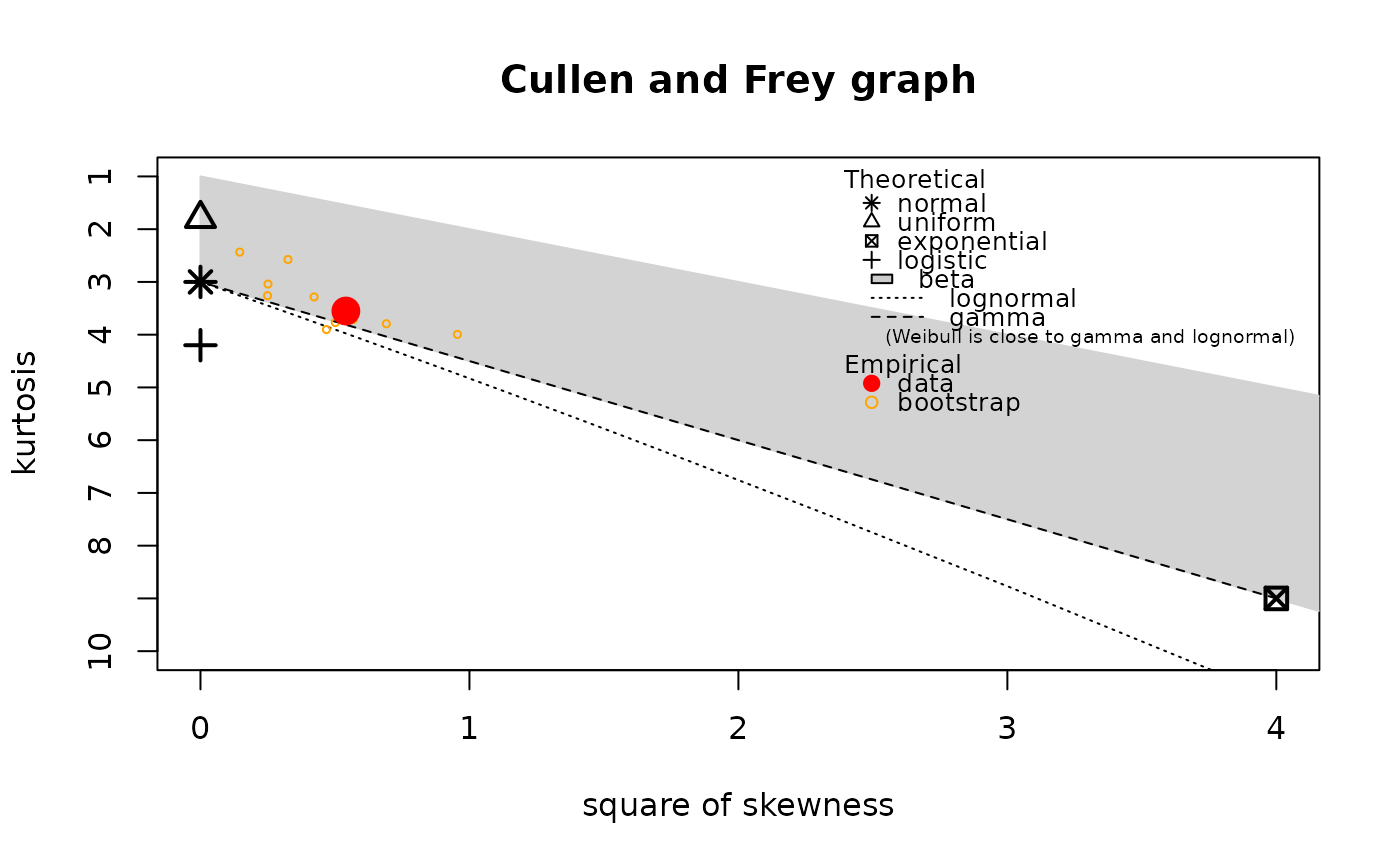 Cullen and Frey graph
kurtosis
1
2
3
4
5
6
7
8
10
Theoretical
normal
uniform
exponential
logistic
beta
lognormal
gamma
(Weibull is close to gamma and lognormal)
Empirical
data
bootstrap
0 1 2 3 4
square of skewness